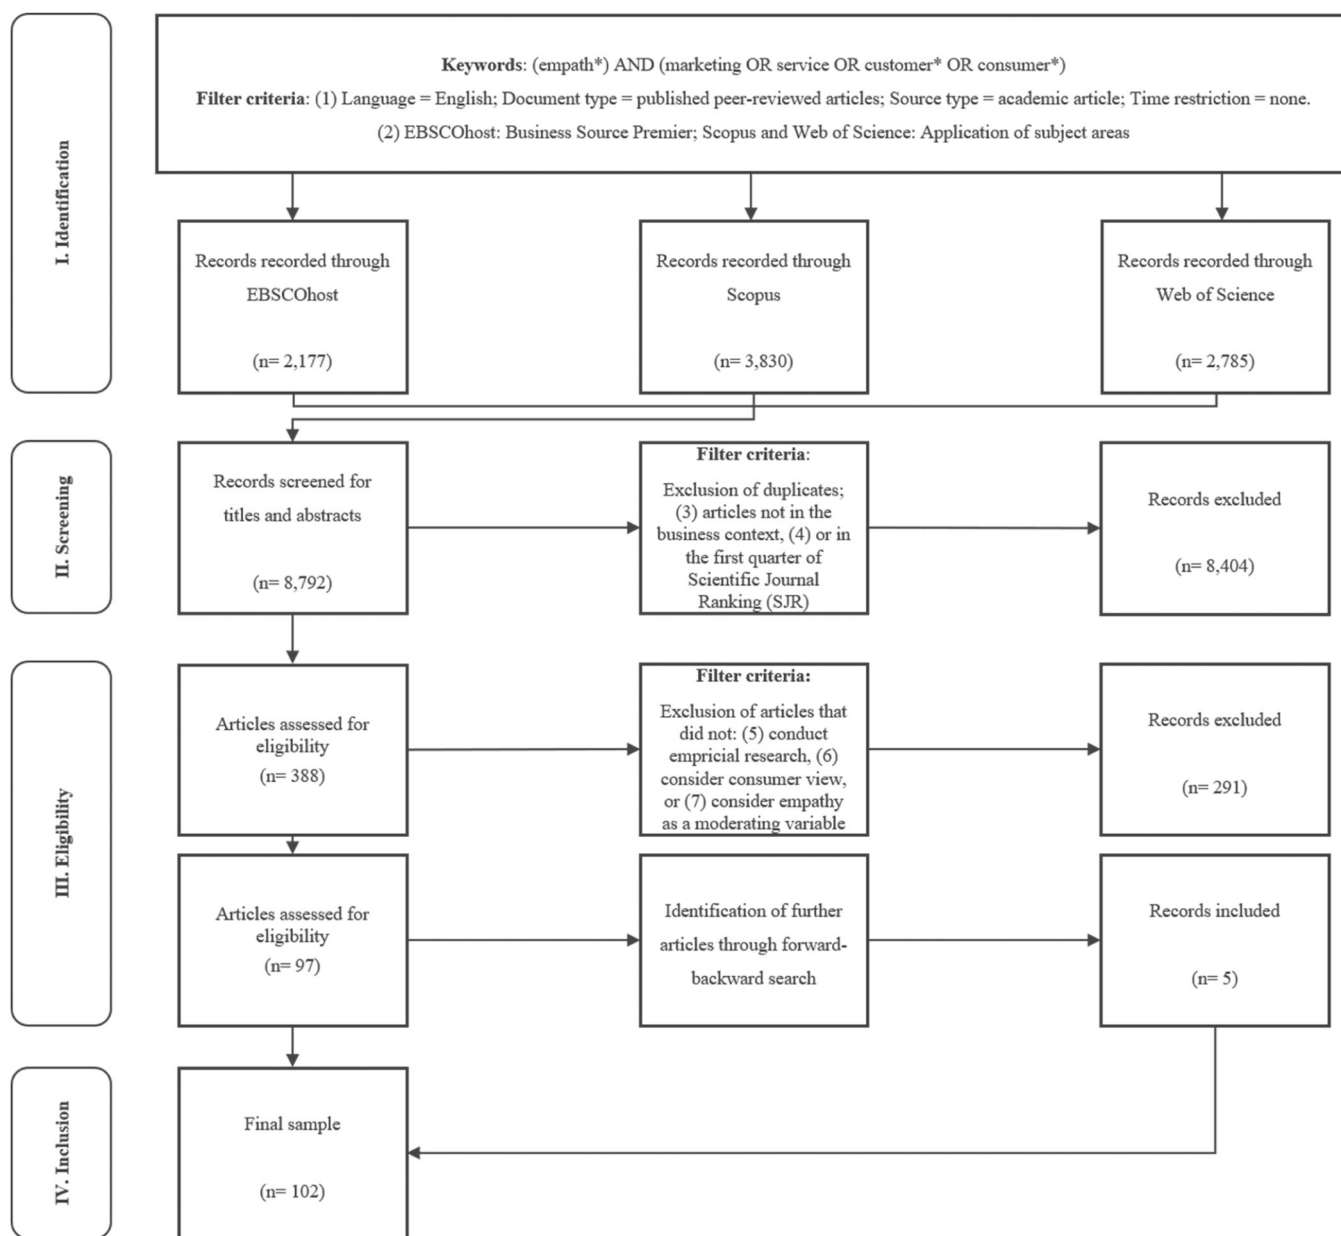 I. Identification
Keywords: (empath*) AND (marketing OR service OR customer* OR consumer*)
Filter criteria: (1) Language = English; Document type = published peer-reviewed articles; Source type = academic article; Time restriction = none.
(2) EBSCOhost: Business Source Premier; Scopus and Web of Science: Application of subject areas
Records recorded through
EBSCOhost
(n= 2,177)
Records recorded through
Scopus
(n= 3,830)
Records recorded through
Web of Science
(n= 2,785)
II. Screening
Records screened for
titles and abstracts
(n= 8,792)
Filter criteria:
Exclusion of duplicates;
(3) articles not in the
business context, (4) or in
the first quarter of
Scientific Journal
Ranking (SJR)
Records excluded
(n= 8,404)
III. Eligibility
Articles assessed for
eligibility
(n= 388)
Filter criteria:
Exclusion of articles that
did not: (5) conduct
empricial research, (6)
consider consumer view,
or (7) consider empathy
as a moderating variable
Records excluded
(n= 291)
Articles assessed for
eligibility
(n= 97)
Identification of further
articles through forward-
backward search
Records included
(n= 5)
IV. Inclusion
Final sample
(n= 102)